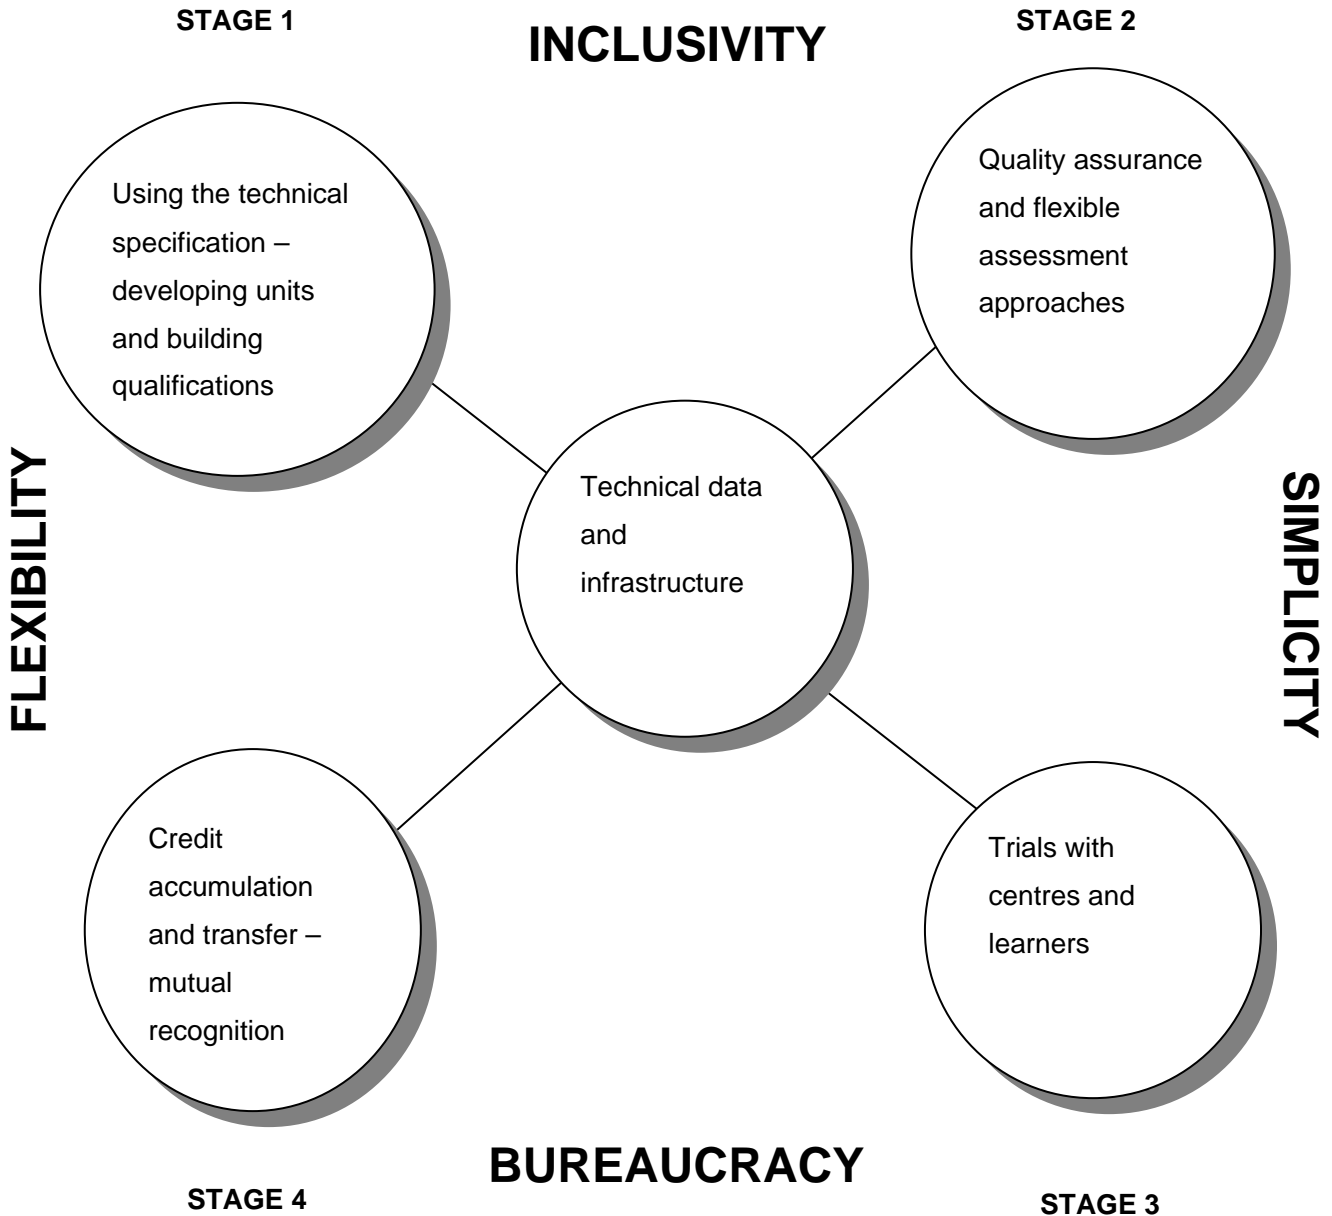 STAGE 1
INCLUSIVITY
STAGE 2
Using the technical
specification –
developing units
and building
qualifications
Quality assurance
and flexible
assessment
approaches
FLEXIBILITY
Technical data
and
infrastructure
SIMPLICITY
Credit
accumulation
and transfer –
mutual
recognition
Trials with
centres and
learners
BUREAUCRACY
STAGE 4
STAGE 3